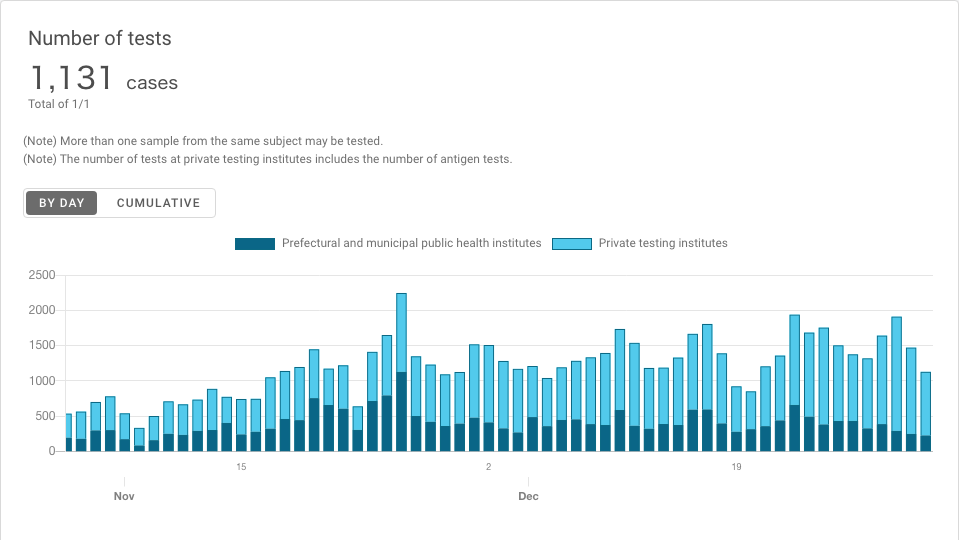 Number of tests
1,131 cases
Total of 1/1
(Note) More than one sample from the same subject may be tested.
(Note) The number of tests at private testing institutes includes the number of antigen tests.
BY DAY CUMULATIVE
Prefectural and municipal public health institutes Private testing institutes
2500
2000
1500
1000
500
0
15 2 19
Nov Dec